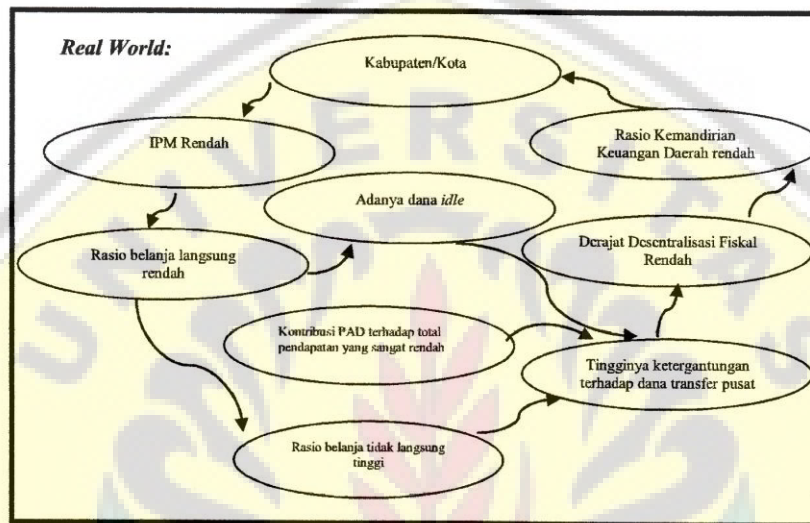 Real World:
Kabupaten/Kota
IPM Rendah
Rasio Kemandirian
Keuangan Daerah rendah
Adanya dana idle
Rasio belanja langsung
rendah
Derajat Desentralisasi Fiskal
Rendah
Kontribusi PAD terhadap total
pendapatan yang sangat rendah
Tingginya ketergantungan
terhadap dana transfer pusat
Rasio belanja tidak langsung
tinggi
UNIVERSITAS